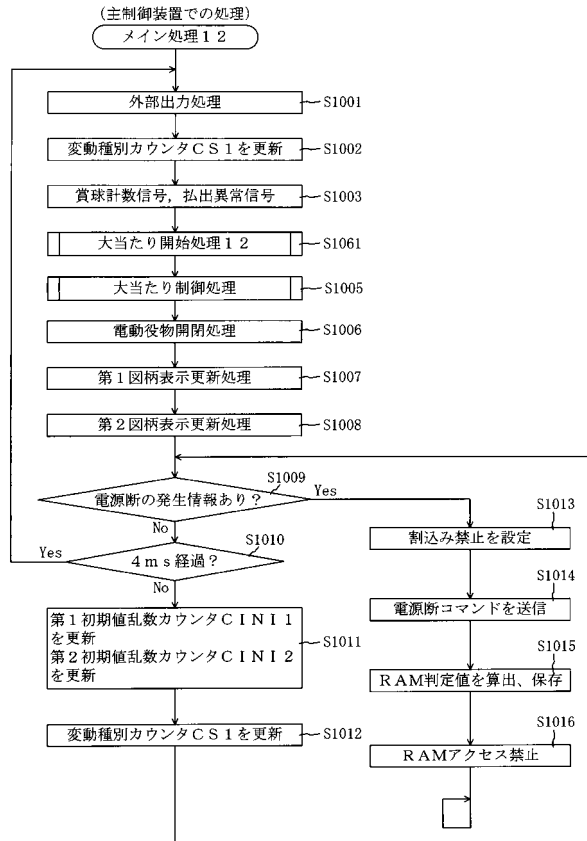 (主制御装置での処理)
メイン処理12
外部出力処理
S1001
変動種別カウンタCS1を更新
S1002
賞球計数信号，払出異常信号
S1003
大当たり開始処理12
S1061
大当たり制御処理
S1005
電動役物開閉処理
S1006
第1図柄表示更新処理
S1007
第2図柄表示更新処理
S1008
S1009
電源断の発生情報あり？
Yes
No
S1010
Yes
4ms経過？
No
第1初期値乱数カウンタCINI1
を更新
第2初期値乱数カウンタCINI2
を更新
S1011
変動種別カウンタCS1を更新
S1012
S1013
割込み禁止を設定
S1014
電源断コマンドを送信
S1015
RAM判定値を算出、保存
S1016
RAMアクセス禁止